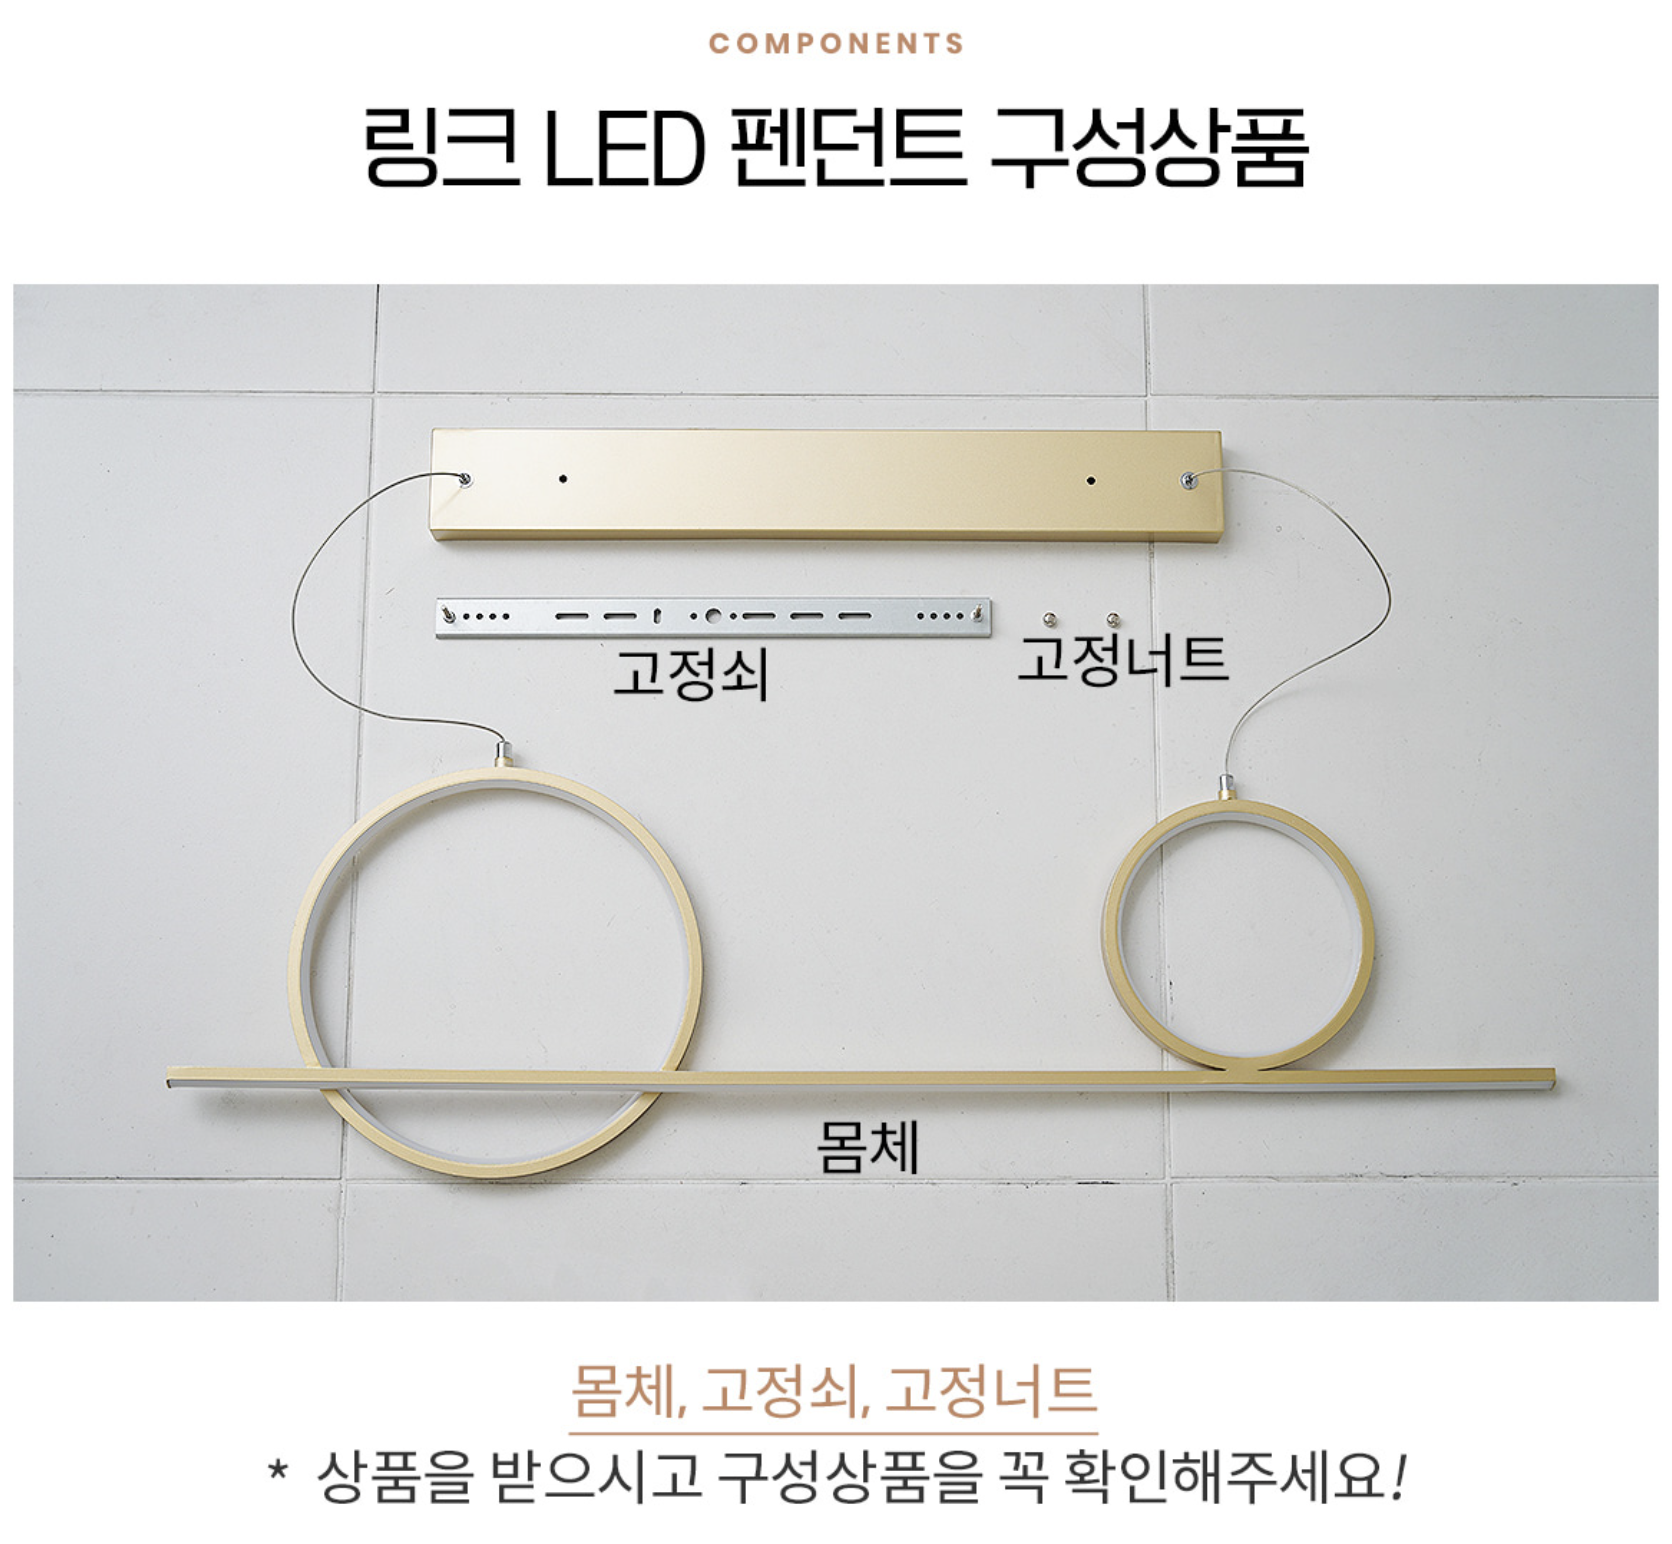 COMPONENTS
링크 LED 펜던트 구성상품
고정쇠
고정너트
몸체
몸체, 고정쇠, 고정너트
* 상품을 받으시고 구성상품을 꼭 확인해주세요!